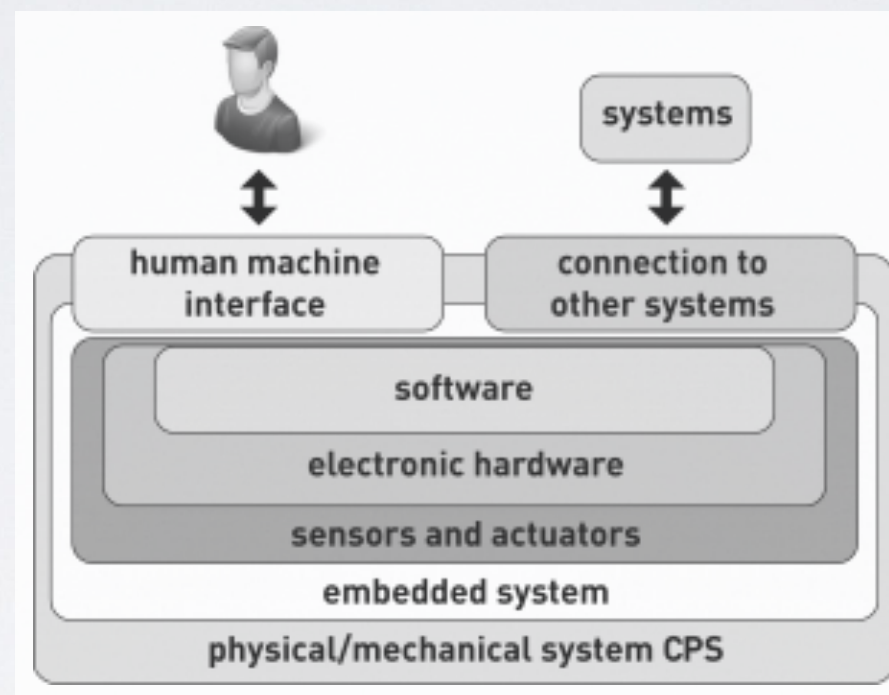 systems
human machine
interface
connection to
other systems
software
electronic hardware
sensors and actuators
embedded system
physical/mechanical system CPS